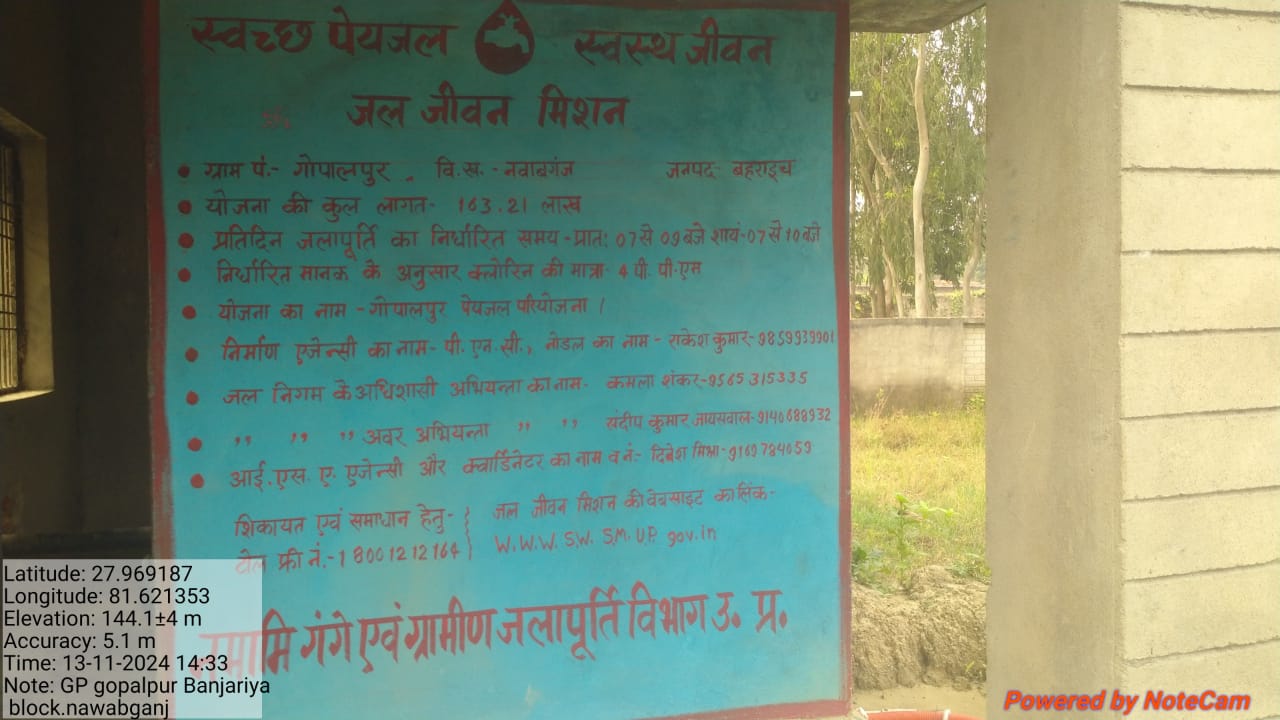 स्वच्छ पेयजल स्वस्थ जीवन
जल जीवन मिशन
• ग्राम पं.- गोपालपुर वि.ख. - नवाबगंज जनपद- बहराइच
• योजना की कुल लागत- 163.21 लाख
• प्रतिदिन जलापूर्ति का निर्धारित समय-प्रात: 07 से 09 बजे शायं-07 से 10 बजे
• निर्धारित मानक के अनुसार क्लोरिन की मात्रा- 4 पी. पी. एम
• योजना का नाम - गोपालपुर पेयजल परियोजना ।
• निर्माण एजेन्सी का नाम- पी. एन. सी., नोडल का नाम - राकेश कुमार- 9859939901
• जल निगम के अधिशासी अभियन्ता का नाम- कमला शंकर-9565315335
• ,, ,, ,, अवर अभियन्ता ,, ,, संदीप कुमार जायसवाल-9140688932
• आई. एस. ए. एजेन्सी और क्वार्डिनेटर का नाम व नं:- दिबेश मिश्रा-9169784059
शिकायत एवं समाधान हेतु- जल जीवन मिशन की वेबसाइट का लिंक-
टोल फ्री नं.-18001212164 W.W.W. S.W. S.M. U.P. gov.in
नमामि गंगे एवं ग्रामीण जलापूर्ति विभाग उ॰ प्र॰
Latitude: 27.969187
Longitude: 81.621353
Elevation: 144.1±4 m
Accuracy: 5.1 m
Time: 13-11-2024 14:33
Note: GP gopalpur Banjariya
block.nawabganj
Powered by NoteCam